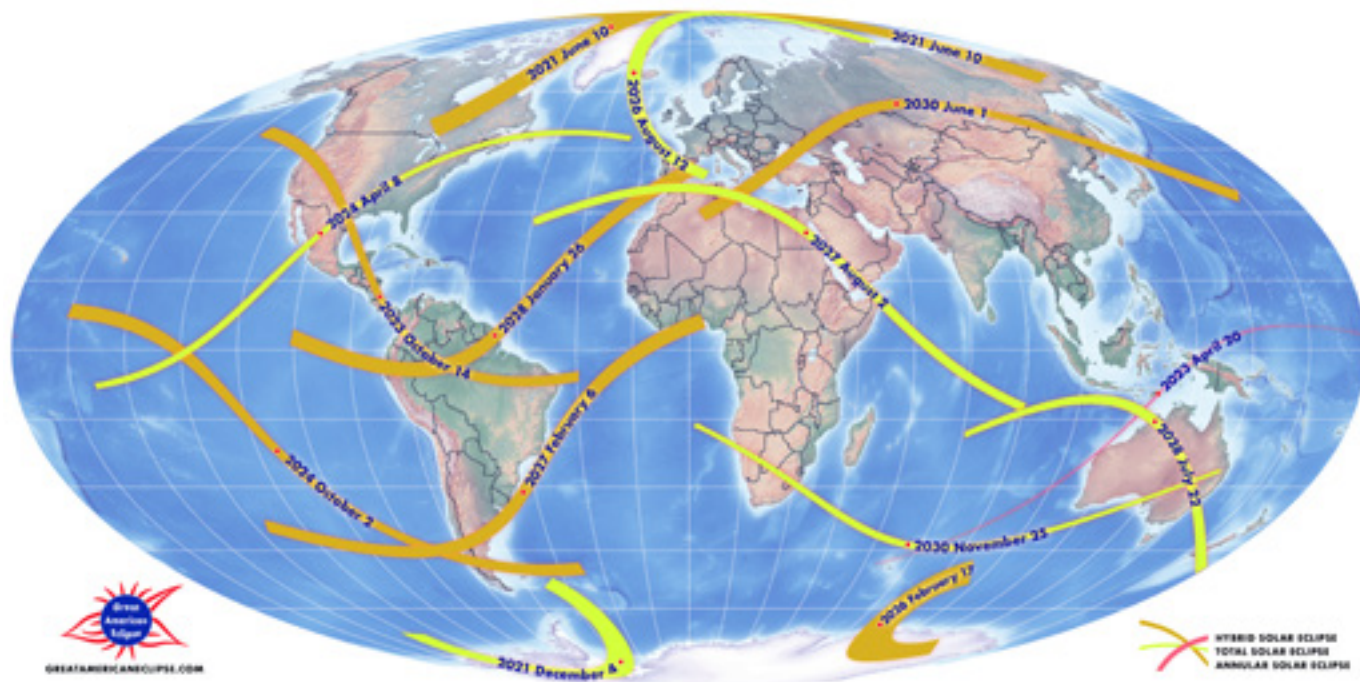 2021 June 10
2021 June 10
2026 August 12
2030 June 1
2024 April 8
2027 August 2
2028 January 26
2023 October 14
2023 April 20
2027 February 6
2028 July 22
2024 October 2
2030 November 25
2026 February 17
2021 December 4
Great
American
Eclipse
GREATAMERICANECLIPSE.COM
HYBRID SOLAR ECLIPSE
TOTAL SOLAR ECLIPSE
ANNULAR SOLAR ECLIPSE